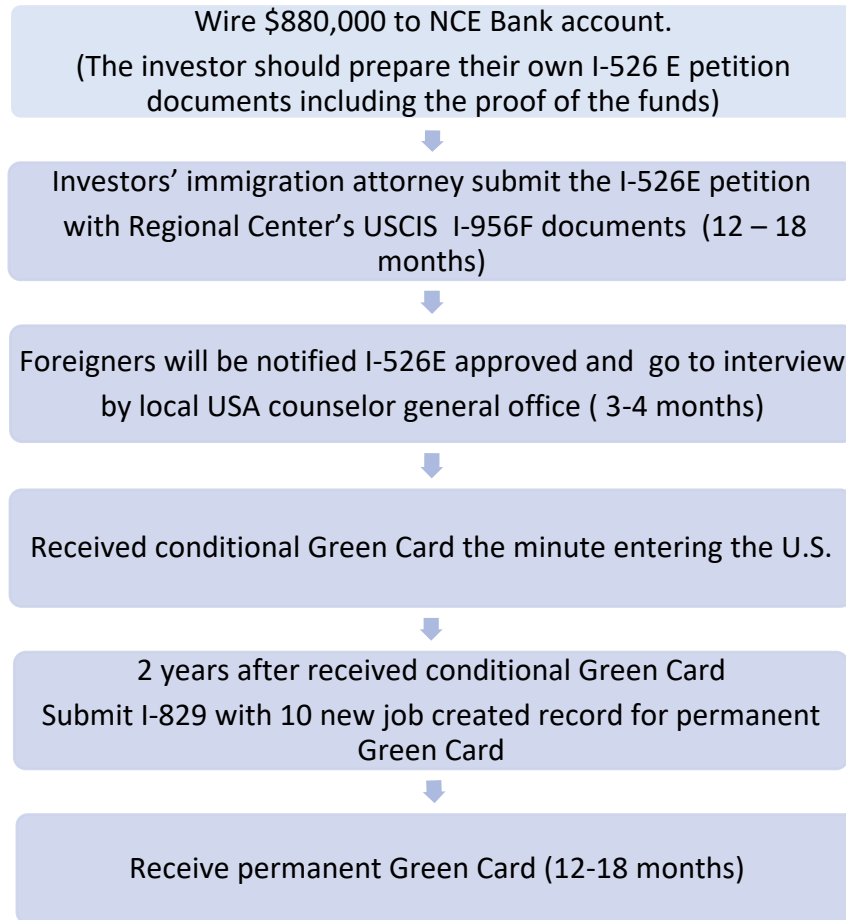 Wire $880,000 to NCE Bank account.
(The investor should prepare their own I-526 E petition
documents including the proof of the funds)
Investors’ immigration attorney submit the I-526E petition
with Regional Center’s USCIS I-956F documents (12 – 18
months)
Foreigners will be notified I-526E approved and go to interview
by local USA counselor general office ( 3-4 months)
Received conditional Green Card the minute entering the U.S.
2 years after received conditional Green Card
Submit I-829 with 10 new job created record for permanent
Green Card
Receive permanent Green Card (12-18 months)